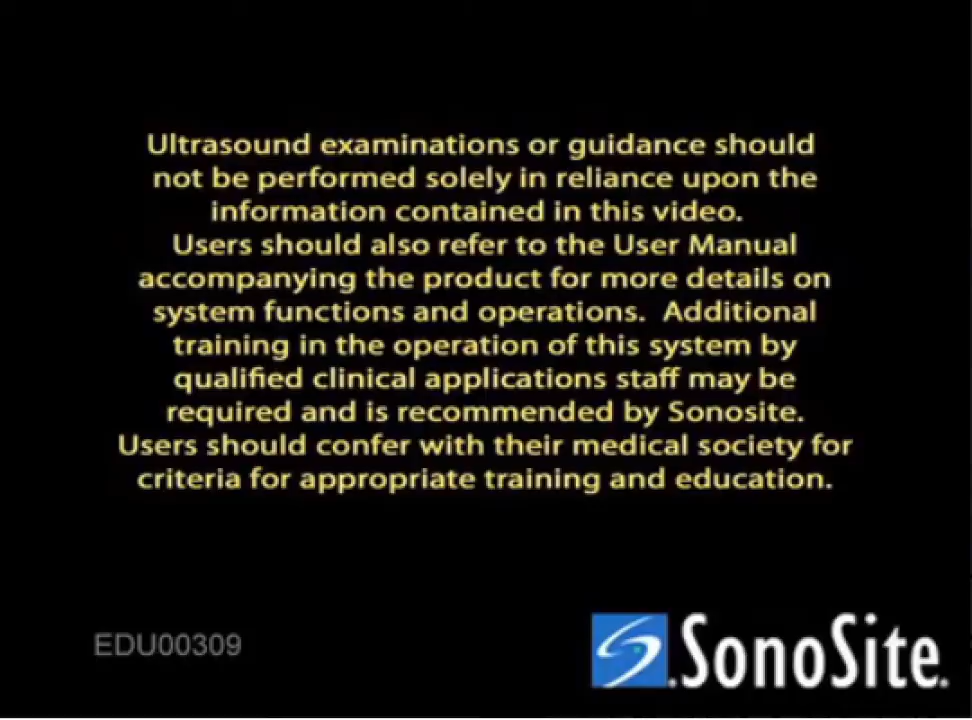 Ultrasound examinations or guidance should
not be performed solely in reliance upon the
information contained in this video.
Users should also refer to the User Manual
accompanying the product for more details on
system functions and operations.  Additional
training in the operation of this system by
qualified clinical applications staff may be
required and is recommended by Sonosite.
Users should confer with their medical society for
criteria for appropriate training and education.
EDU00309
SonoSite.